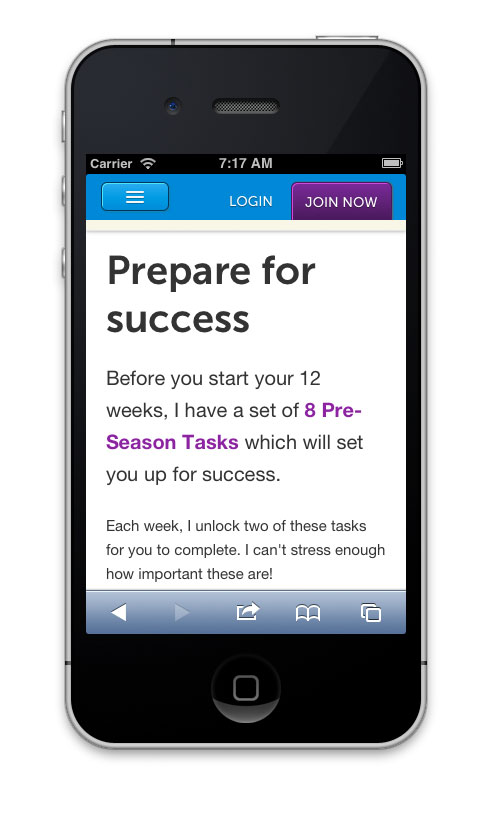 Carrier 7:17 AM
LOGIN JOIN NOW
Prepare for
success
Before you start your 12
weeks, I have a set of 8 Pre-
Season Tasks which will set
you up for success.
Each week, I unlock two of these tasks
for you to complete. I can't stress enough
how important these are!